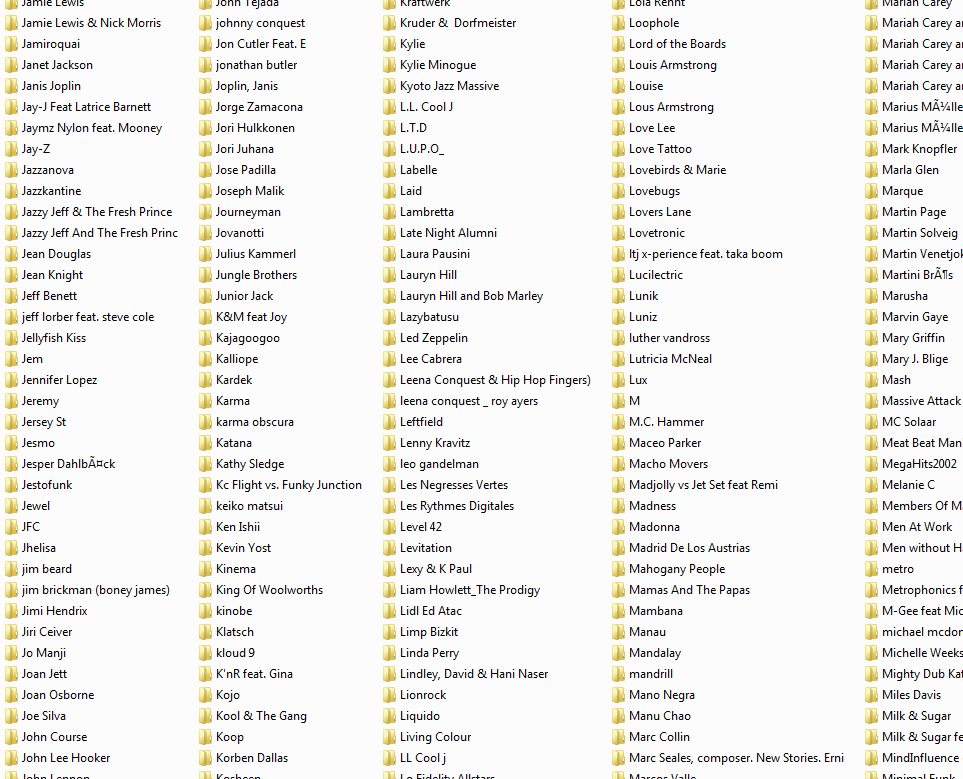 Jamie Lewis
Jamie Lewis & Nick Morris
Jamiroquai
Janet Jackson
Janis Joplin
Jay-J Feat Latrice Barnett
Jaymz Nylon feat. Mooney
Jay-Z
Jazzanova
Jazzkantine
Jazzy Jeff & The Fresh Prince
Jazzy Jeff And The Fresh Princ
Jean Douglas
Jean Knight
Jeff Benett
jeff lorber feat. steve cole
Jellyfish Kiss
Jem
Jennifer Lopez
Jeremy
Jersey St
Jesmo
Jesper DahlbÃ¤ck
Jestofunk
Jewel
JFC
Jhelisa
jim beard
jim brickman (boney james)
Jimi Hendrix
Jiri Ceiver
Jo Manji
Joan Jett
Joan Osborne
Joe Silva
John Course
John Lee Hooker
John Lennon
John Tejada
johnny conquest
Jon Cutler Feat. E
jonathan butler
Joplin, Janis
Jorge Zamacona
Jori Hulkkonen
Jori Juhana
Jose Padilla
Joseph Malik
Journeyman
Jovanotti
Julius Kammerl
Jungle Brothers
Junior Jack
K&M feat Joy
Kajagoogoo
Kalliope
Kardek
Karma
karma obscura
Katana
Kathy Sledge
Kc Flight vs. Funky Junction
keiko matsui
Ken Ishii
Kevin Yost
Kinema
King Of Woolworths
kinobe
Klatsch
kloud 9
K'nR feat. Gina
Kojo
Kool & The Gang
Koop
Korben Dallas
Kosheen
Kraftwerk
Kruder &  Dorfmeister
Kylie
Kylie Minogue
Kyoto Jazz Massive
L.L. Cool J
L.T.D
L.U.P.O_
Labelle
Laid
Lambretta
Late Night Alumni
Laura Pausini
Lauryn Hill
Lauryn Hill and Bob Marley
Lazybatusu
Led Zeppelin
Lee Cabrera
Leena Conquest & Hip Hop Fingers)
leena conquest _ roy ayers
Leftfield
Lenny Kravitz
leo gandelman
Les Negresses Vertes
Les Rythmes Digitales
Level 42
Levitation
Lexy & K Paul
Liam Howlett_The Prodigy
Lidl Ed Atac
Limp Bizkit
Linda Perry
Lindley, David & Hani Naser
Lionrock
Liquido
Living Colour
LL Cool j
Lo Fidelity Allstars
Lola Rennt
Loophole
Lord of the Boards
Louis Armstrong
Louise
Lous Armstrong
Love Lee
Love Tattoo
Lovebirds & Marie
Lovebugs
Lovers Lane
Lovetronic
ltj x-perience feat. taka boom
Lucilectric
Lunik
Luniz
luther vandross
Lutricia McNeal
Lux
M
M.C. Hammer
Maceo Parker
Macho Movers
Madjolly vs Jet Set feat Remi
Madness
Madonna
Madrid De Los Austrias
Mahogany People
Mamas And The Papas
Mambana
Manau
Mandalay
mandrill
Mano Negra
Manu Chao
Marc Collin
Marc Seales, composer. New Stories. Erni
Marcos Valle
Mariah Carey
Mariah Carey a
Mariah Carey a
Mariah Carey a
Mariah Carey a
Marius MÃ¼lle
Marius MÃ¼lle
Mark Knopfler
Marla Glen
Marque
Martin Page
Martin Solveig
Martin Venetjok
Martini BrÃ¶s
Marusha
Marvin Gaye
Mary Griffin
Mary J. Blige
Mash
Massive Attack
MC Solaar
Meat Beat Man
MegaHits2002
Melanie C
Members Of M
Men At Work
Men without H
metro
Metrophonics f
M-Gee feat Mic
michael mcdon
Michelle Weeks
Mighty Dub Kat
Miles Davis
Milk & Sugar
Milk & Sugar fe
MindInfluence
Minimal Funk